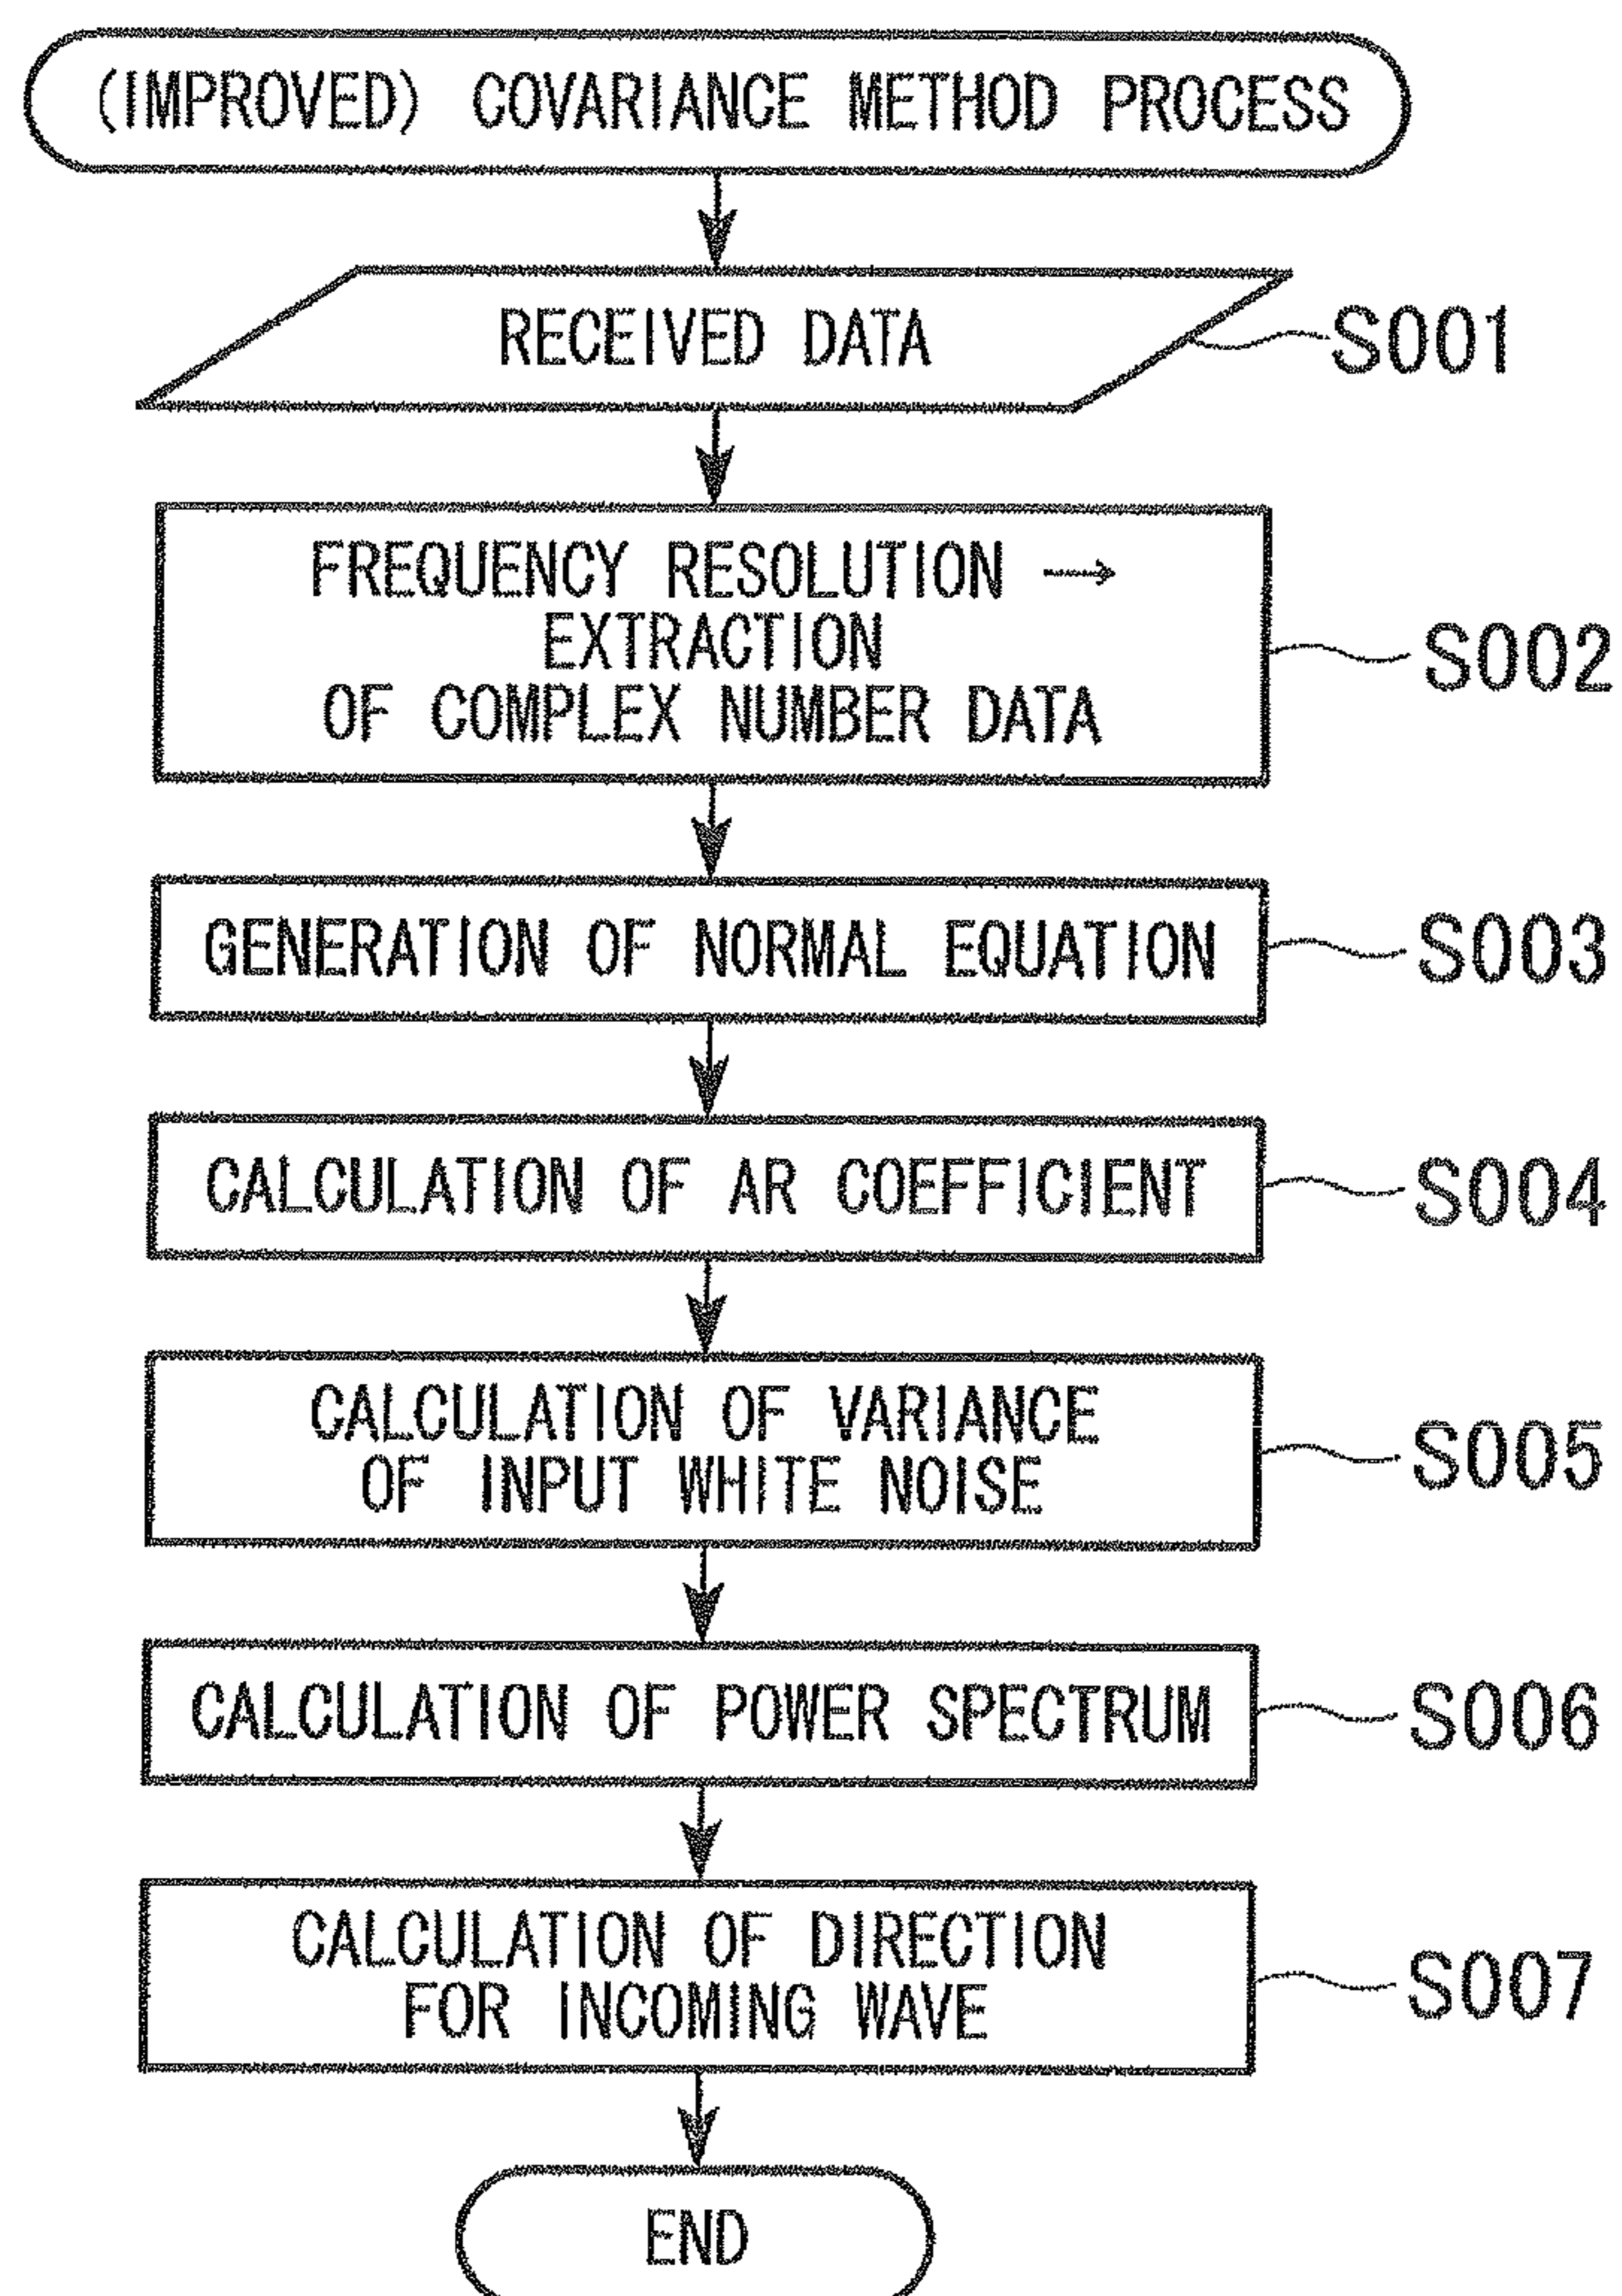 (IMPROVED) COVARIANCE METHOD PROCESS
RECEIVED DATA
S001
FREQUENCY RESOLUTION →
EXTRACTION
OF COMPLEX NUMBER DATA
S002
GENERATION OF NORMAL EQUATION
S003
CALCULATION OF AR COEFFICIENT
S004
CALCULATION OF VARIANCE
OF INPUT WHITE NOISE
S005
CALCULATION OF POWER SPECTRUM
S006
CALCULATION OF DIRECTION
FOR INCOMING WAVE
S007
END